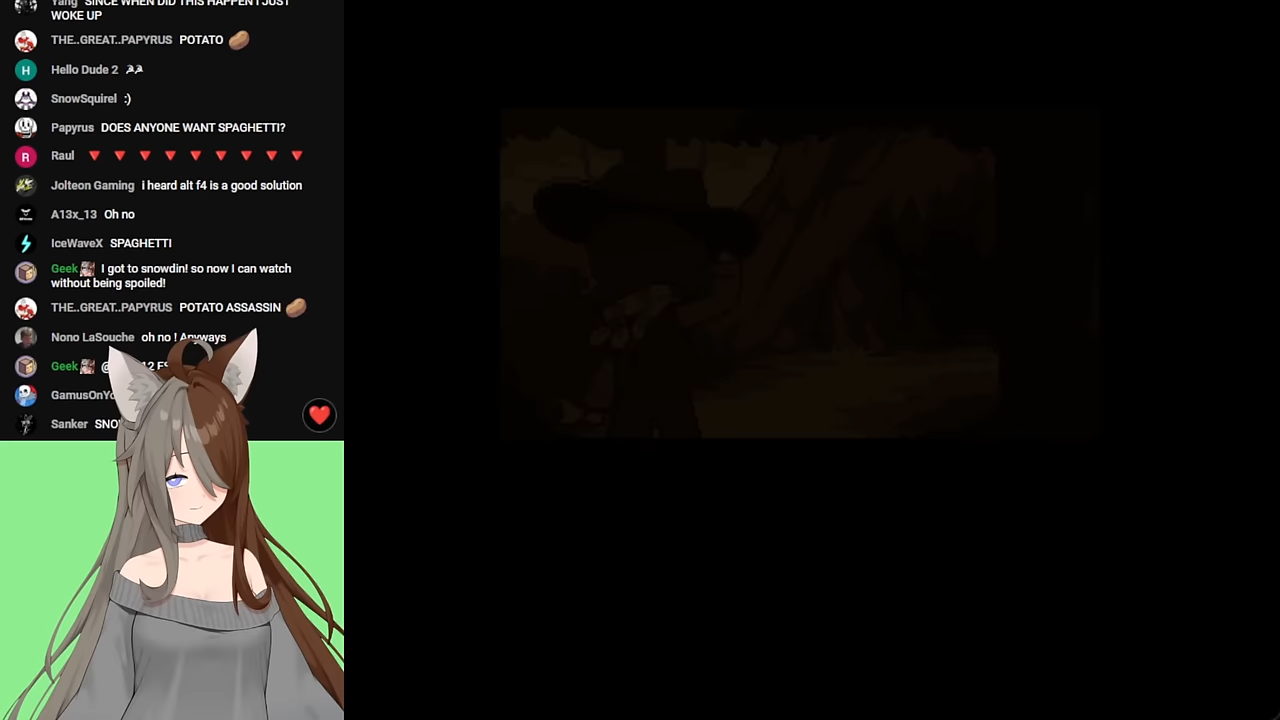 Yang SINCE WHEN DID THIS HAPPEN I JUST
WOKE UP
THE..GREAT..PAPYRUS POTATO
Hello Dude 2
SnowSquirel :)
Papyrus DOES ANYONE WANT SPAGHETTI?
R Raul
Jolteon Gaming i heard alt f4 is a good solution
A13x_13 Oh no
IceWaveX SPAGHETTI
Geek I got to snowdin! so now I can watch
without being spoiled!
THE..GREAT..PAPYRUS POTATO ASSASSIN
Nono LaSouche oh no ! Anyways
Geek
Sanker